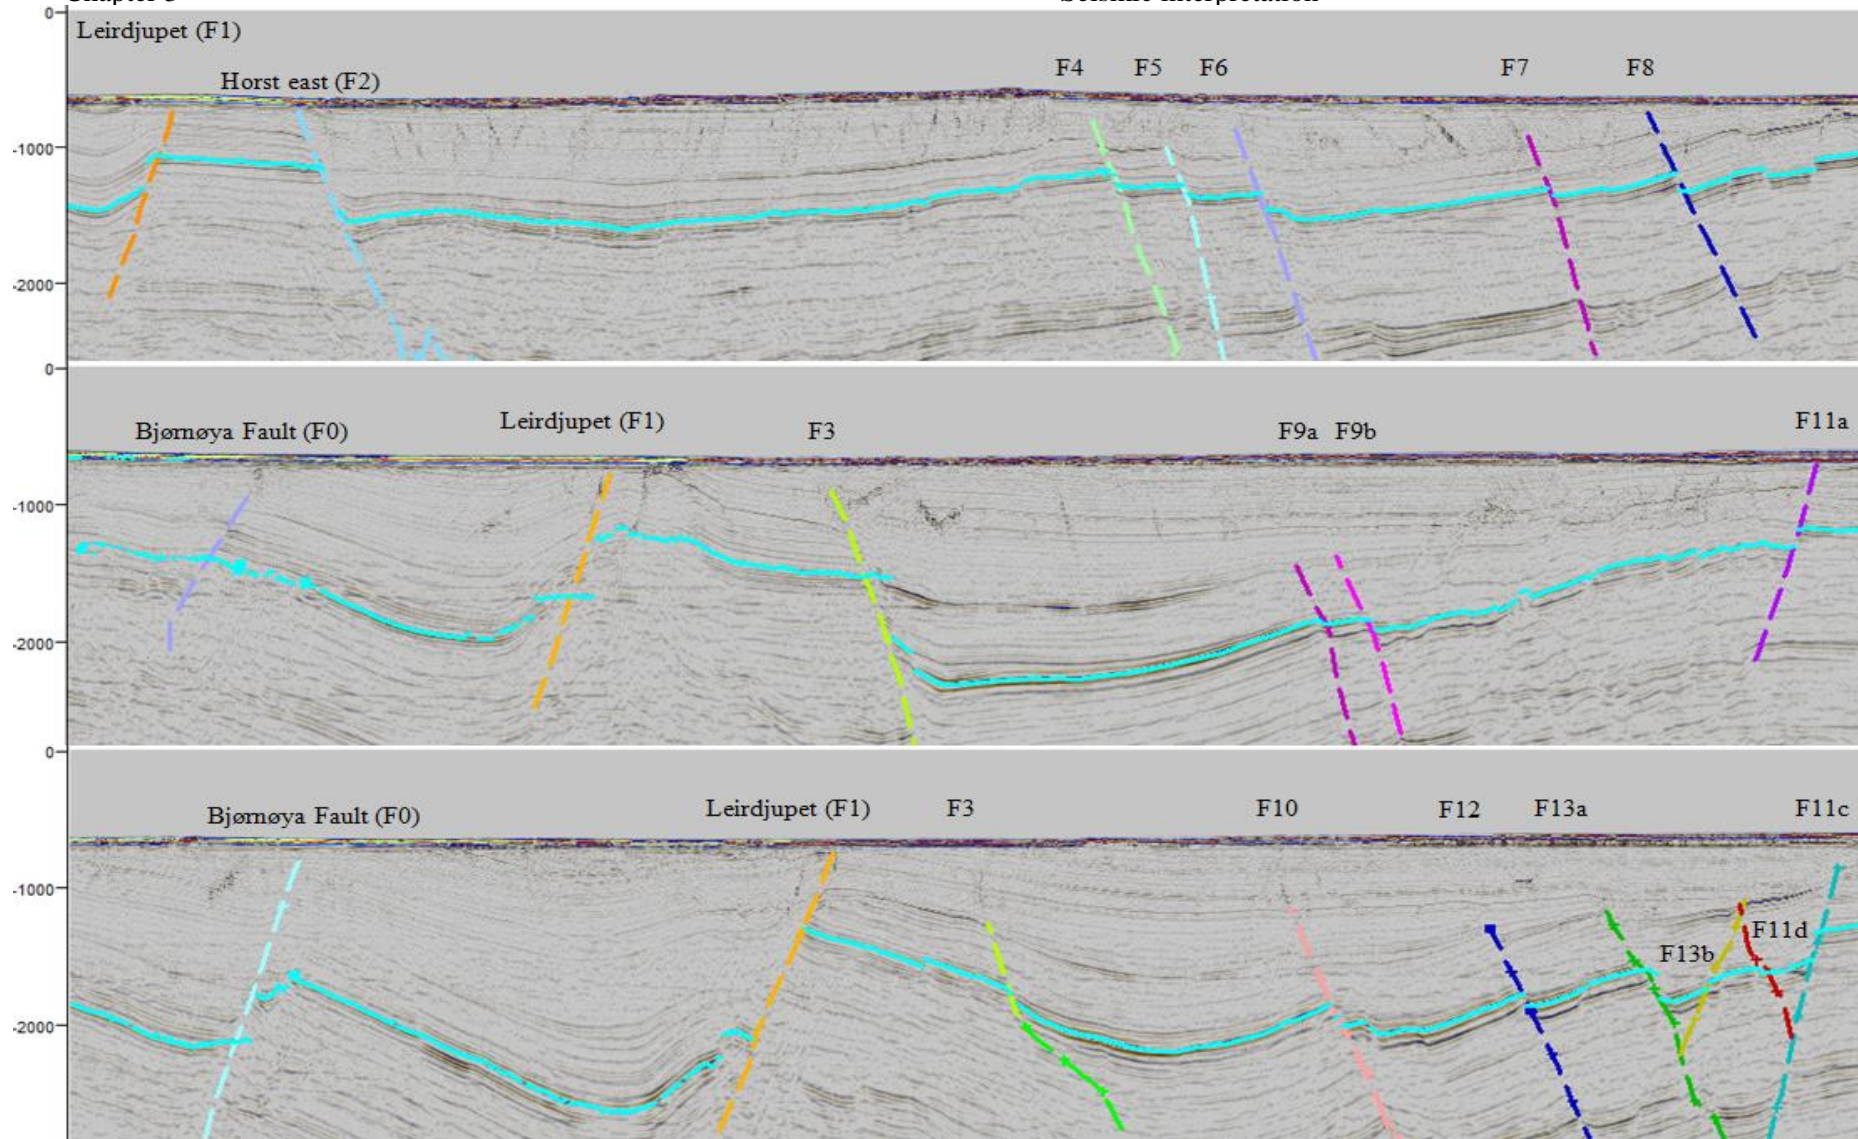 0
Leirdjupet (F1)
Horst east (F2)
F4 F5 F6 F7 F8
-1000
-2000
0
Bjørnøya Fault (F0) Leirdjupet (F1) F3 F9a F9b F11a
-1000
-2000
0
Bjørnøya Fault (F0) Leirdjupet (F1) F3 F10 F12 F13a F11c
-1000
F11d
F13b
-2000